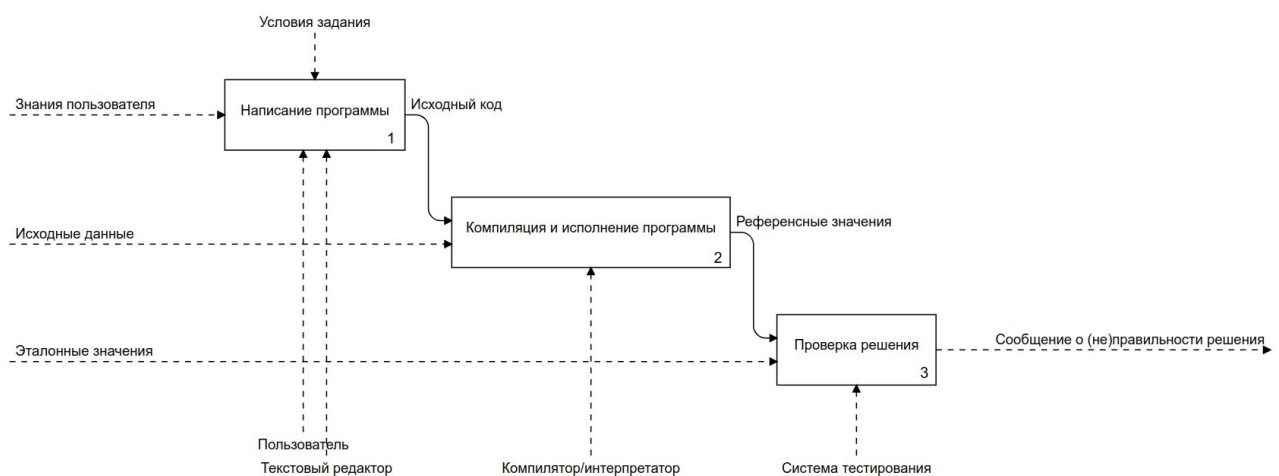 Условия задания
Знания пользователя
Написание программы
Исходный код
1
Исходные данные
Компиляция и исполнение программы
Референсные значения
2
Эталонные значения
Проверка решения
Сообщение о (не)правильности решения
3
Пользователь
Текстовый редактор
Компилятор/интерпретатор
Система тестирования